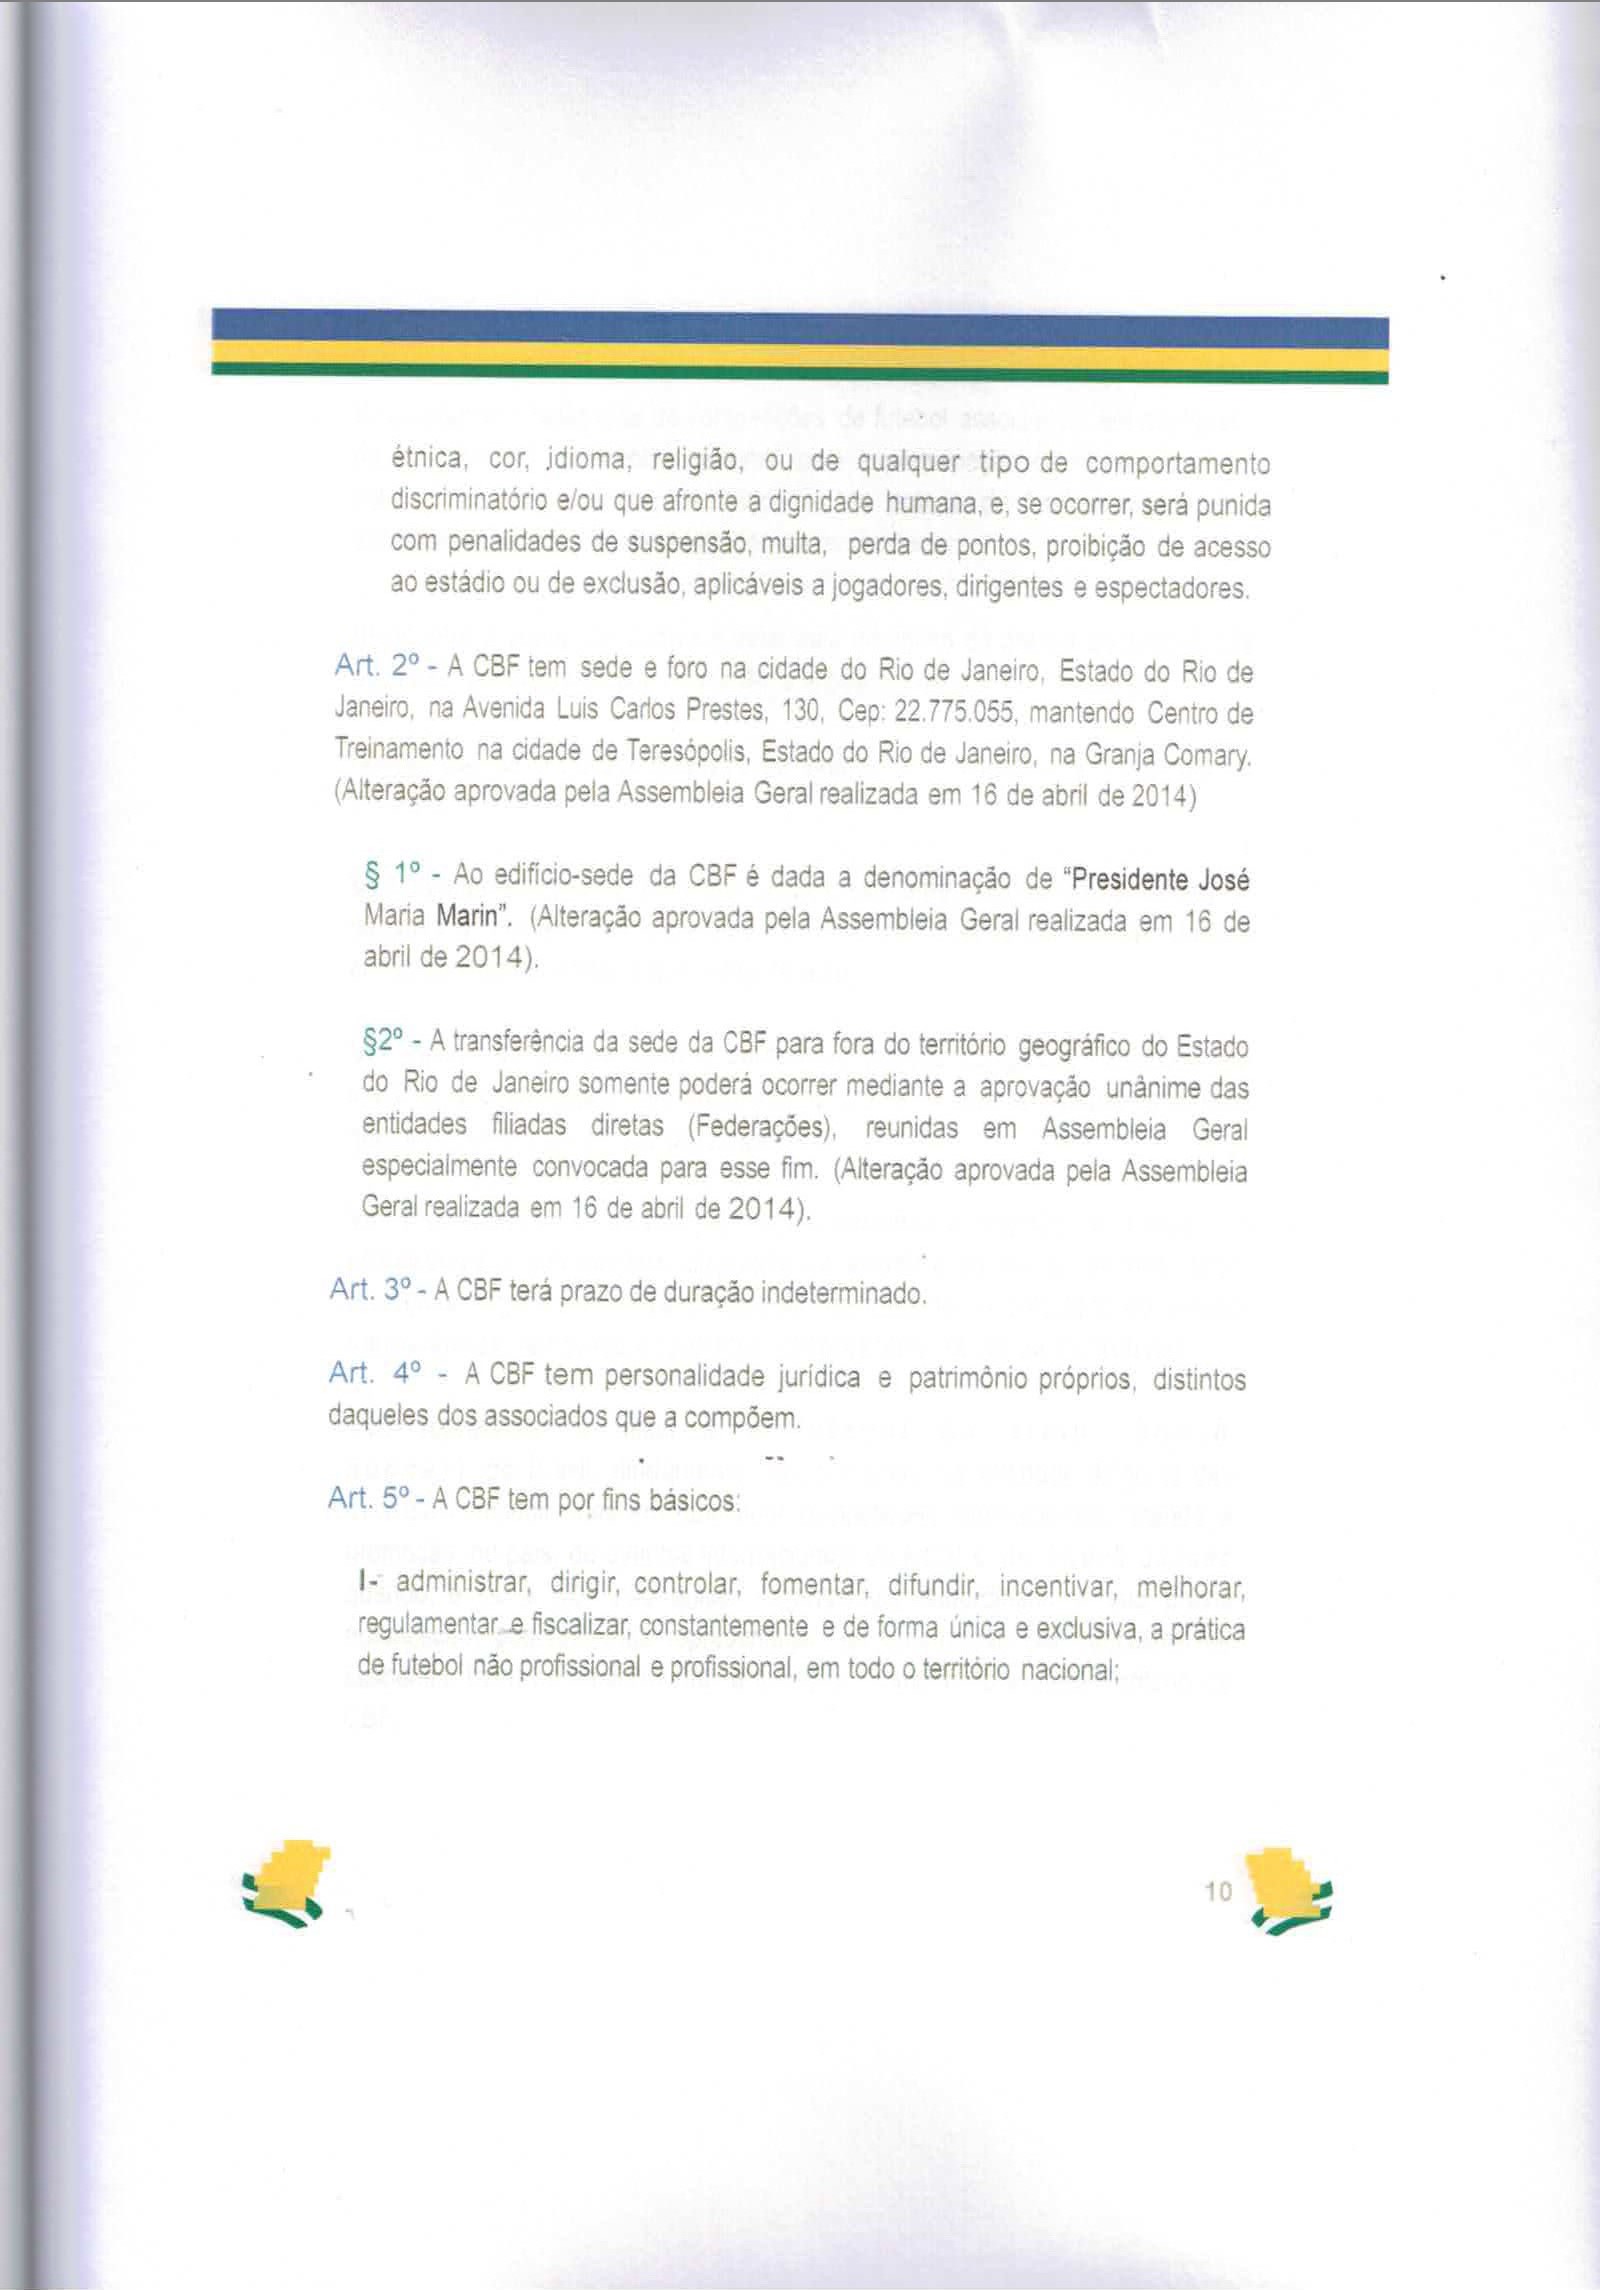 étnica, cor, idioma, religião, ou de qualquer tipo de comportamento
discriminatório e/ou que afronte a dignidade humana, e, se ocorrer, será punida
com penalidades de suspensão, multa, perda de pontos, proibição de acesso
ao estádio ou de exclusão, aplicáveis a jogadores, dirigentes e espectadores.
Art. 2º - A CBF tem sede e foro na cidade do Rio de Janeiro, Estado do Rio de
Janeiro, na Avenida Luis Carlos Prestes, 130, Cep: 22.775.055, mantendo Centro de
Treinamento na cidade de Teresópolis, Estado do Rio de Janeiro, na Granja Comary.
(Alteração aprovada pela Assembleia Geral realizada em 16 de abril de 2014)
§ 1º - Ao edifício-sede da CBF é dada a denominação de “Presidente José
Maria Marin”. (Alteração aprovada pela Assembleia Geral realizada em 16 de
abril de 2014).
§2º - A transferência da sede da CBF para fora do território geográfico do Estado
do Rio de Janeiro somente poderá ocorrer mediante a aprovação unânime das
entidades filiadas diretas (Federações), reunidas em Assembleia Geral
especialmente convocada para esse fim. (Alteração aprovada pela Assembleia
Geral realizada em 16 de abril de 2014).
Art. 3º - A CBF terá prazo de duração indeterminado.
Art. 4º - A CBF tem personalidade jurídica e patrimônio próprios, distintos
daqueles dos associados que a compõem.
Art. 5º - A CBF tem por fins básicos:
I- administrar, dirigir, controlar, fomentar, difundir, incentivar, melhorar,
regulamentar e fiscalizar, constantemente e de forma única e exclusiva, a prática
de futebol não profissional e profissional, em todo o território nacional;
10